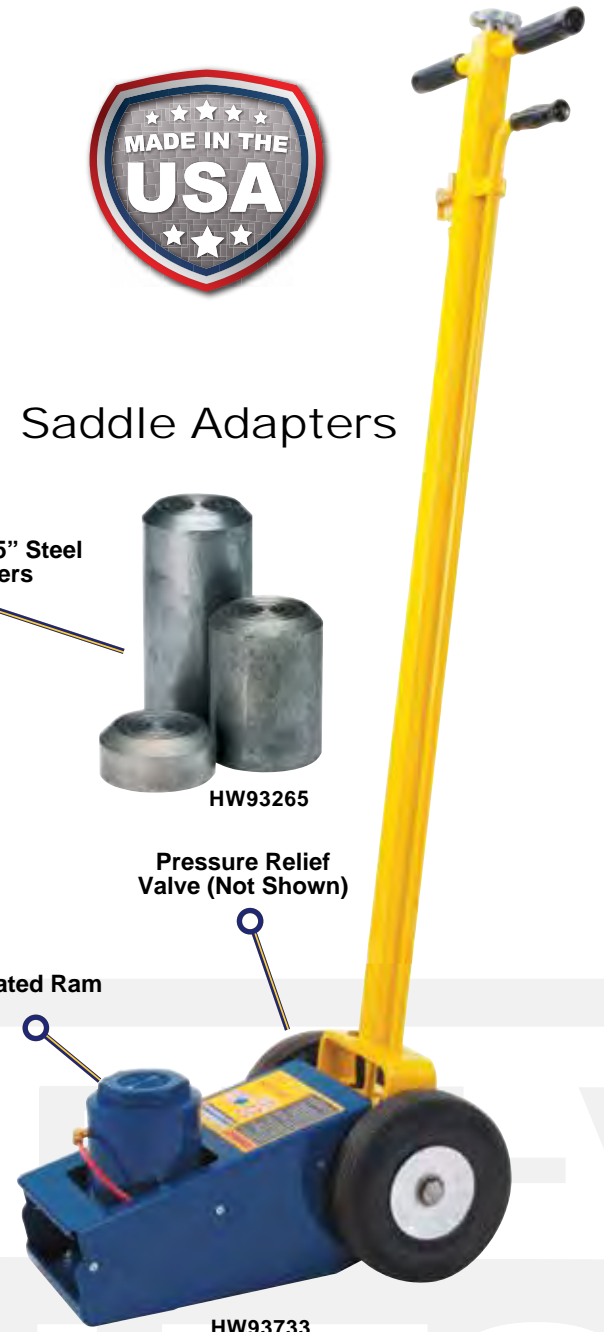 MADE IN THE
USA
Saddle Adapters
5” Steel
ers
HW93265
Pressure Relief
Valve (Not Shown)
ated Ram
HW93733